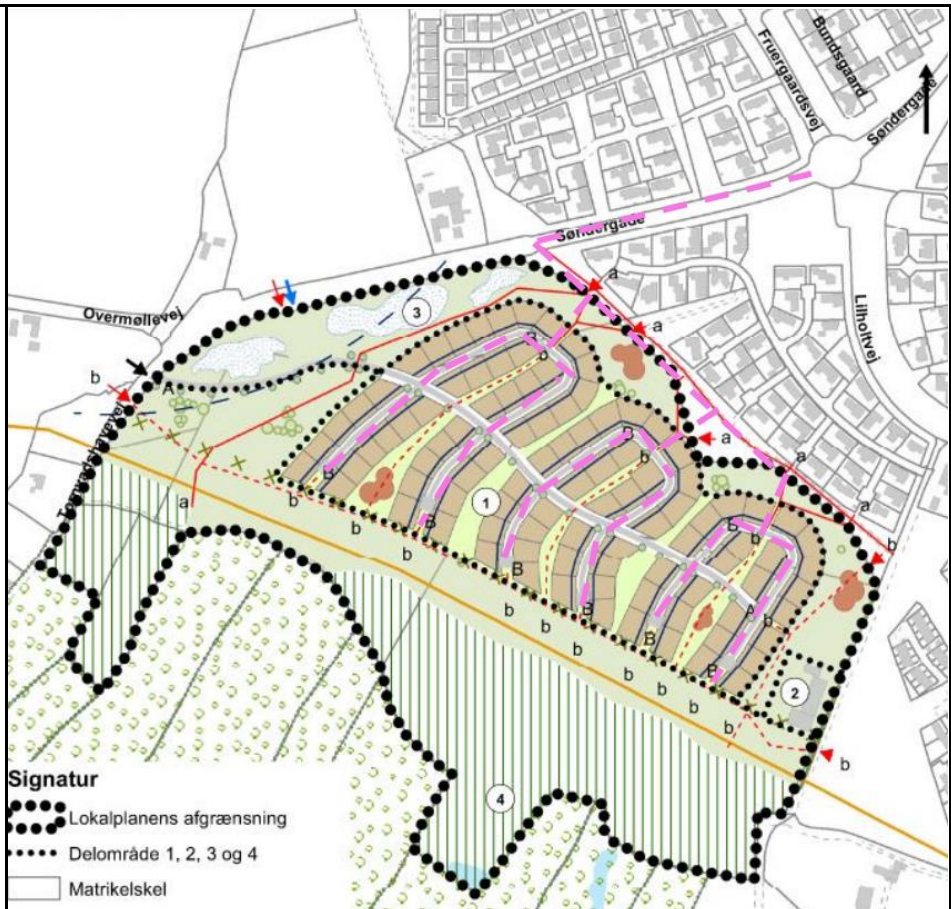 Bundsgaard
Fruergaardsvej
Søndergade
Søndergade
a
3
a
Overmøllevej
Lilholtvej
b
A
B
b
a
B
b
a
a
B
b
1
b
B
b
b
b
B
B
b
B
b
A
b
b
B
b
B
b
b
2
b
b
4
Signatur
Lokalplanens afgrænsning
Delområde 1, 2, 3 og 4
Matrikelskel